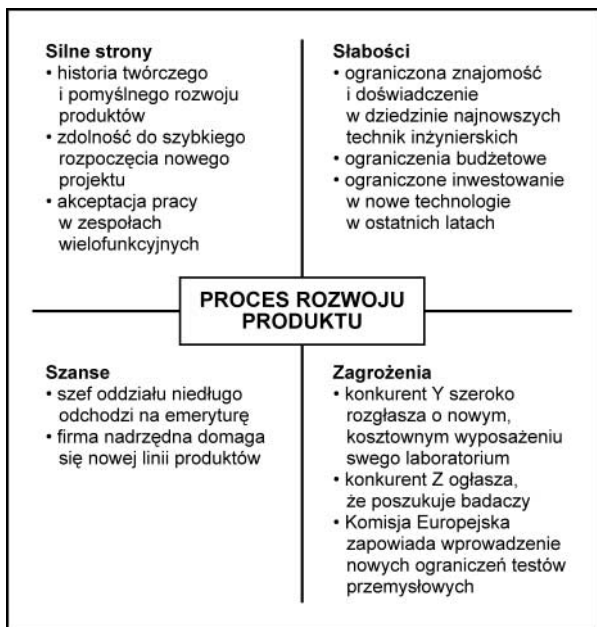 Silne strony
• historia twórczego
i pomyślnego rozwoju
produktów
• zdolność do szybkiego
rozpoczęcia nowego
projektu
• akceptacja pracy
w zespołach
wielofunkcyjnych
Słabości
• ograniczona znajomość
i doświadczenie
w dziedzinie najnowszych
technik inżynierskich
• ograniczenia budżetowe
• ograniczone inwestowanie
w nowe technologie
w ostatnich latach
PROCES ROZWOJU
PRODUKTU
Szanse
• szef oddziału niedługo
odchodzi na emeryturę
• firma nadrzędna domaga
się nowej linii produktów
Zagrożenia
• konkurent Y szeroko
rozgłasza o nowym,
kosztownym wyposażeniu
swego laboratorium
• konkurent Z ogłasza,
że poszukuje badaczy
• Komisja Europejska
zapowiada wprowadzenie
nowych ograniczeń testów
przemysłowych